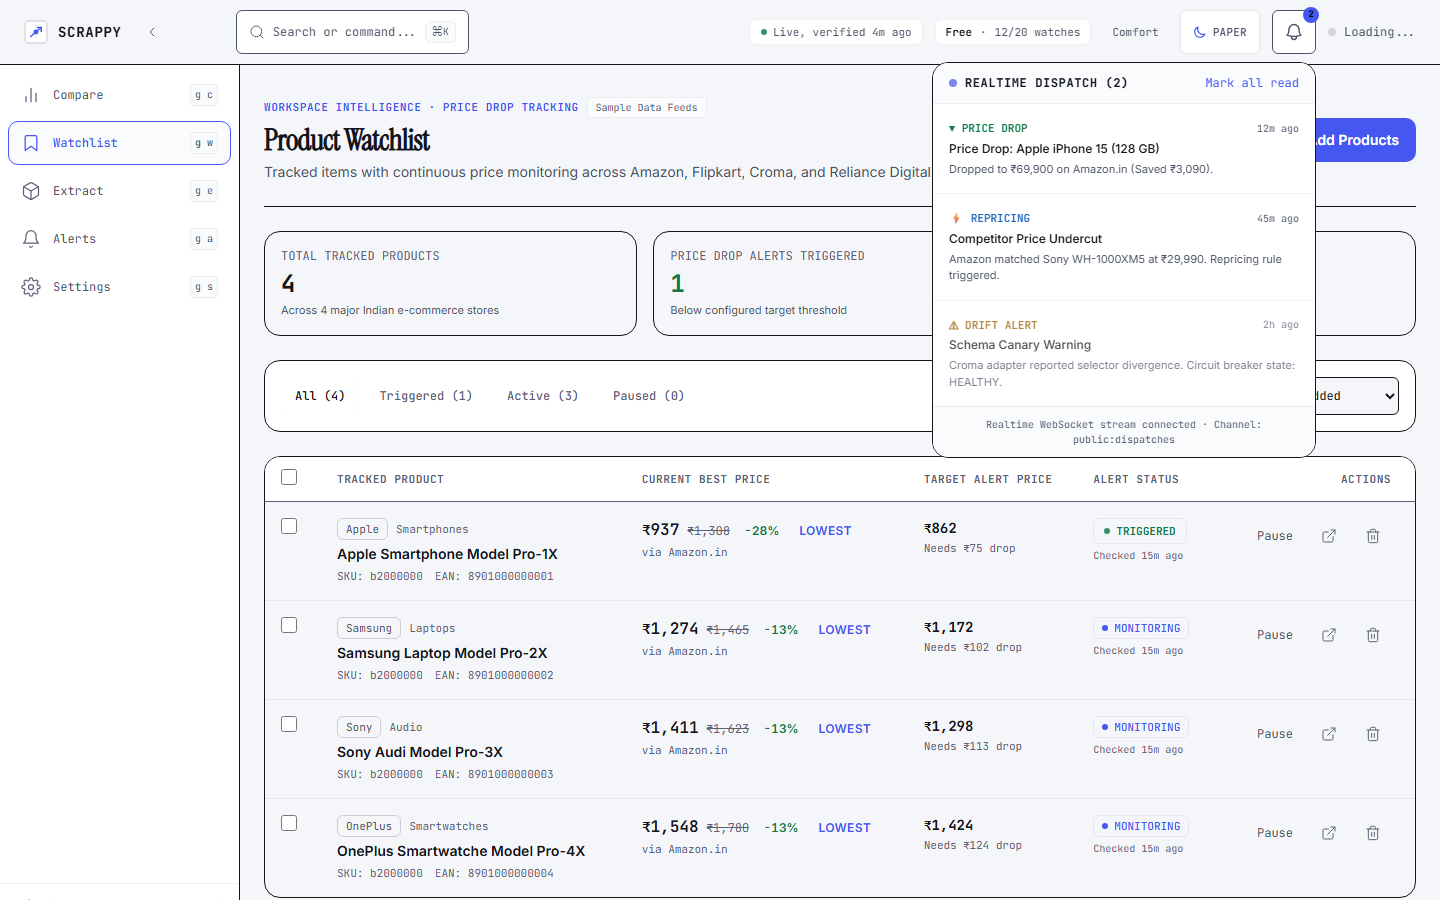 SCRAPPY
Search or command...
⌘K
Live, verified 4m ago
Free · 12/20 watches
Comfort
PAPER
2
Loading...
Compare
g c
Watchlist
g w
Extract
g e
Alerts
g a
Settings
g s
WORKSPACE INTELLIGENCE · PRICE DROP TRACKING
Sample Data Feeds
Product Watchlist
Tracked items with continuous price monitoring across Amazon, Flipkart, Croma, and Reliance Digital
dd Products
REALTIME DISPATCH (2)
Mark all read
▼ PRICE DROP
12m ago
Price Drop: Apple iPhone 15 (128 GB)
Dropped to ₹69,900 on Amazon.in (Saved ₹3,090).
⚡ REPRICING
45m ago
Competitor Price Undercut
Amazon matched Sony WH-1000XM5 at ₹29,990. Repricing rule
triggered.
⚠ DRIFT ALERT
2h ago
Schema Canary Warning
Croma adapter reported selector divergence. Circuit breaker state:
HEALTHY.
Realtime WebSocket stream connected · Channel:
public:dispatches
TOTAL TRACKED PRODUCTS
4
Across 4 major Indian e-commerce stores
PRICE DROP ALERTS TRIGGERED
1
Below configured target threshold
All (4)
Triggered (1)
Active (3)
Paused (0)
dded
TRACKED PRODUCT
CURRENT BEST PRICE
TARGET ALERT PRICE
ALERT STATUS
ACTIONS
Apple
Smartphones
Apple Smartphone Model Pro-1X
SKU: b2000000 EAN: 8901000000001
₹937 ₹1,308 -28% LOWEST
via Amazon.in
₹862
Needs ₹75 drop
TRIGGERED
Checked 15m ago
Pause
Samsung
Laptops
Samsung Laptop Model Pro-2X
SKU: b2000000 EAN: 8901000000002
₹1,274 ₹1,465 -13% LOWEST
via Amazon.in
₹1,172
Needs ₹102 drop
MONITORING
Checked 15m ago
Pause
Sony
Audio
Sony Audi Model Pro-3X
SKU: b2000000 EAN: 8901000000003
₹1,411 ₹1,623 -13% LOWEST
via Amazon.in
₹1,298
Needs ₹113 drop
MONITORING
Checked 15m ago
Pause
OnePlus
Smartwatches
OnePlus Smartwatche Model Pro-4X
SKU: b2000000 EAN: 8901000000004
₹1,548 ₹1,780 -13% LOWEST
via Amazon.in
₹1,424
Needs ₹124 drop
MONITORING
Checked 15m ago
Pause